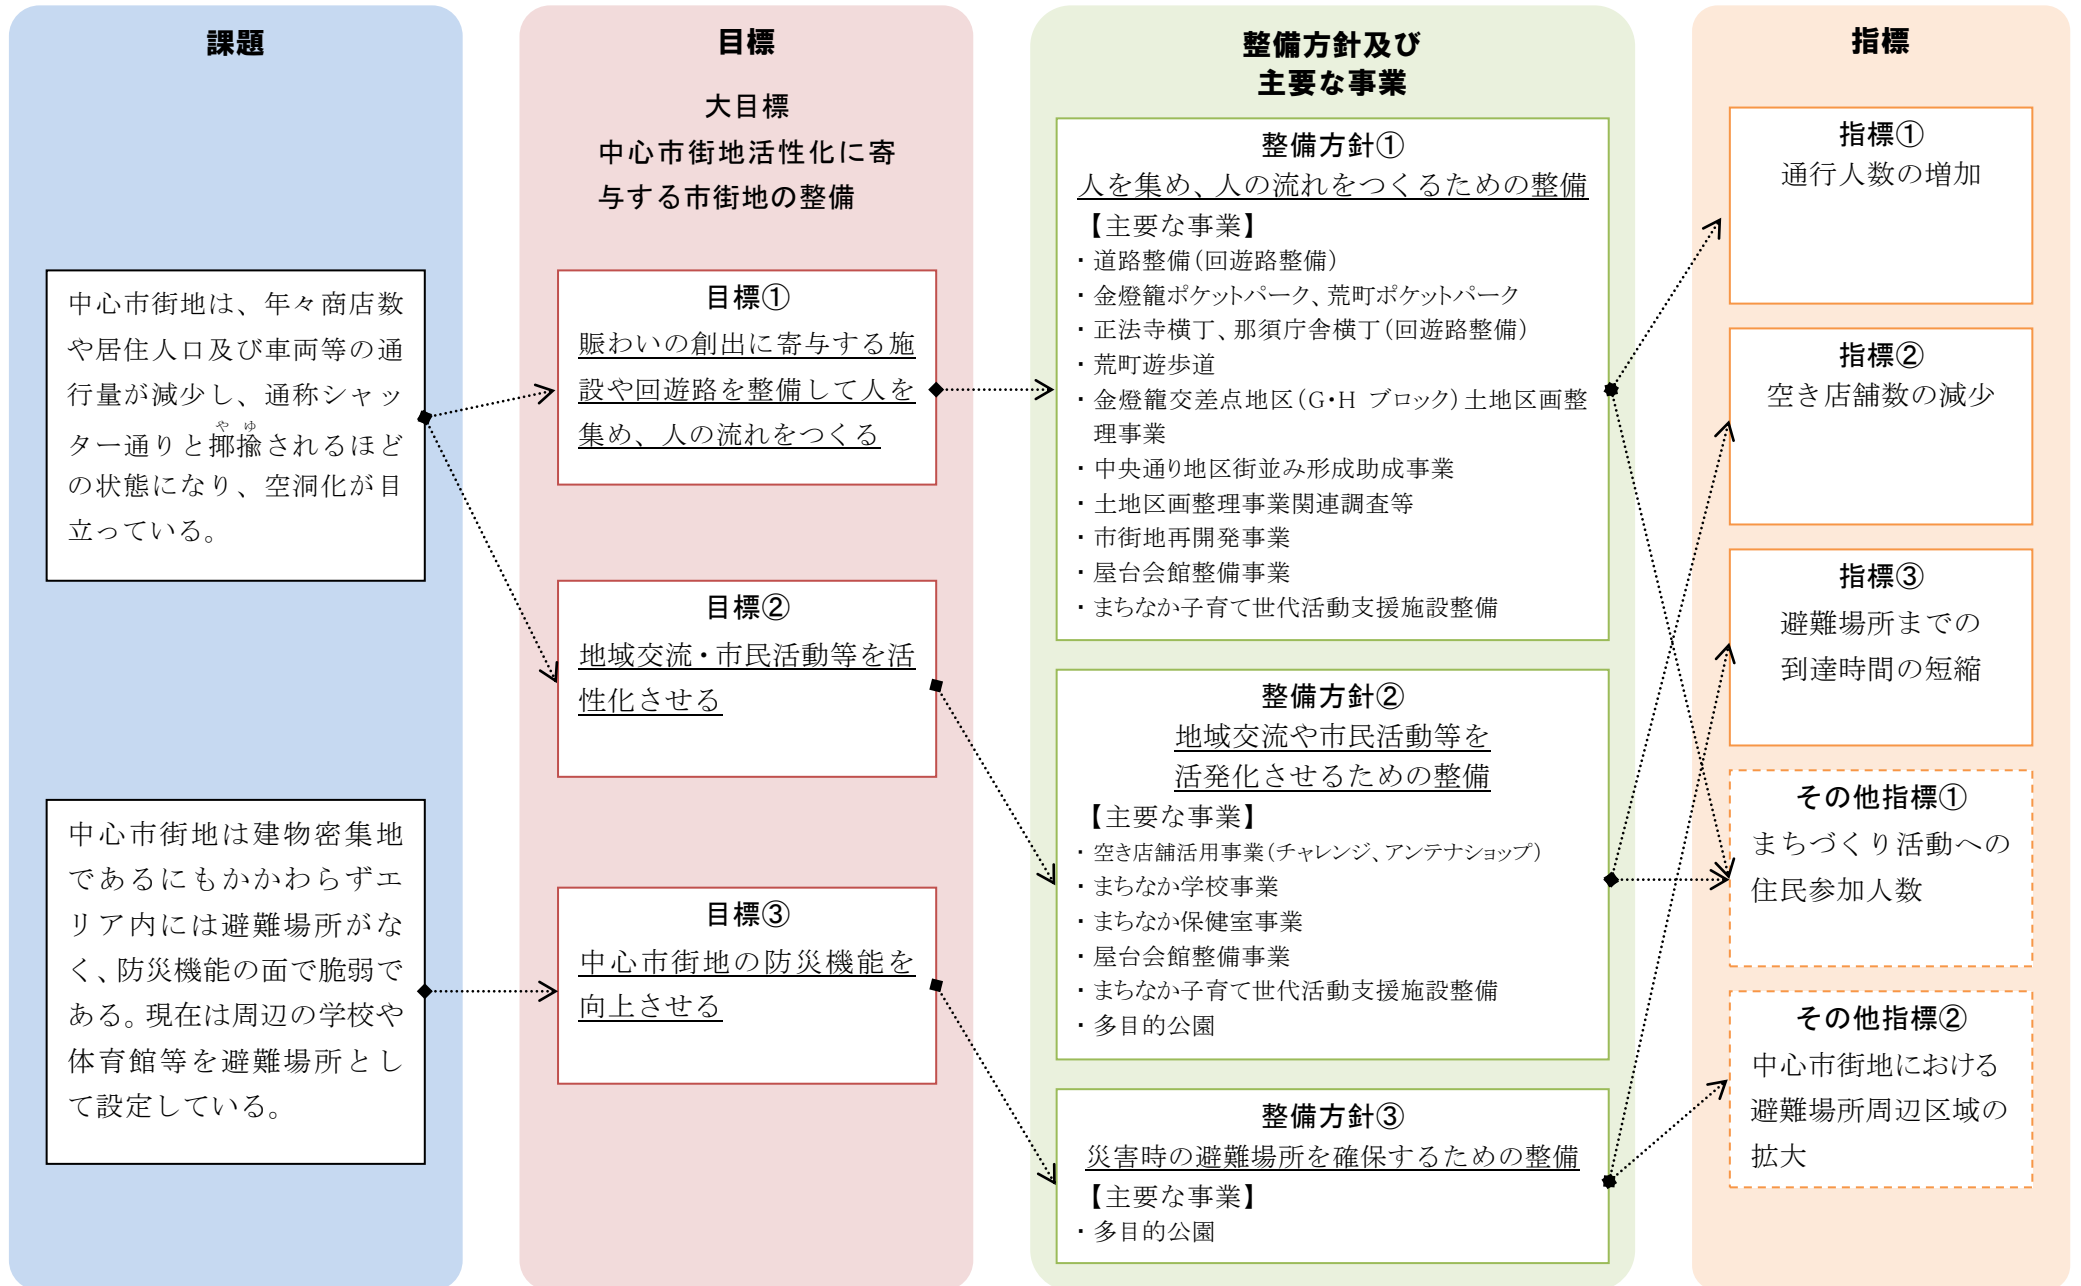 課題
中心市街地は、年々商店数
や居住人口及び車両等の通
行量が減少し、通称シャッ
ター通りと揶揄されるほど
やゆ
の状態になり、空洞化が目
立っている。
中心市街地は建物密集地
であるにもかかわらずエ
リア内には避難場所がな
く、防災機能の面で脆弱で
ある。現在は周辺の学校や
体育館等を避難場所とし
て設定している。
目標
大目標
中心市街地活性化に寄
与する市街地の整備
目標①
賑わいの創出に寄与する施
設や回遊路を整備して人を
集め、人の流れをつくる
目標②
地域交流・市民活動等を活
性化させる
目標③
中心市街地の防災機能を
向上させる
整備方針及び
主要な事業
整備方針①
人を集め、人の流れをつくるための整備
【主要な事業】
・道路整備(回遊路整備)
・金燈籠ポケットパーク、荒町ポケットパーク
・正法寺横丁、那須庁舎横丁(回遊路整備)
・荒町遊歩道
・金燈籠交差点地区(G・H ブロック)土地区画整
理事業
・中央通り地区街並み形成助成事業
・土地区画整理事業関連調査等
・市街地再開発事業
・屋台会館整備事業
・まちなか子育て世代活動支援施設整備
整備方針②
地域交流や市民活動等を
活発化させるための整備
【主要な事業】
・空き店舗活用事業(チャレンジ、アンテナショップ)
・まちなか学校事業
・まちなか保健室事業
・屋台会館整備事業
・まちなか子育て世代活動支援施設整備
・多目的公園
整備方針③
災害時の避難場所を確保するための整備
【主要な事業】
・多目的公園
指標
指標①
通行人数の増加
指標②
空き店舗数の減少
指標③
避難場所までの
到達時間の短縮
その他指標①
まちづくり活動への
住民参加人数
その他指標②
中心市街地における
避難場所周辺区域の
拡大